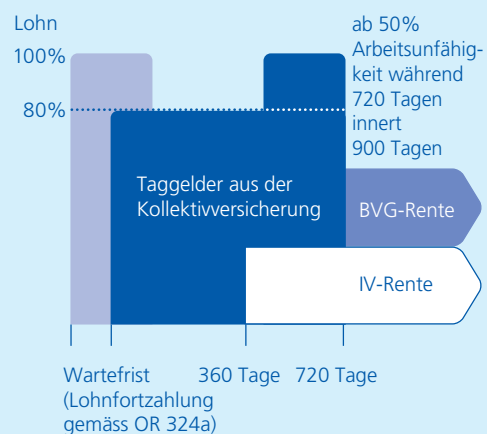 Lohn
100%
80%
ab 50%
Arbeitsunfähig-
keit während
720 Tagen
innert
900 Tagen
Taggelder aus der
Kollektivversicherung
BVG-Rente
IV-Rente
Wartefrist
(Lohnfortzahlung
gemäss OR 324a)
360 Tage
720 Tage